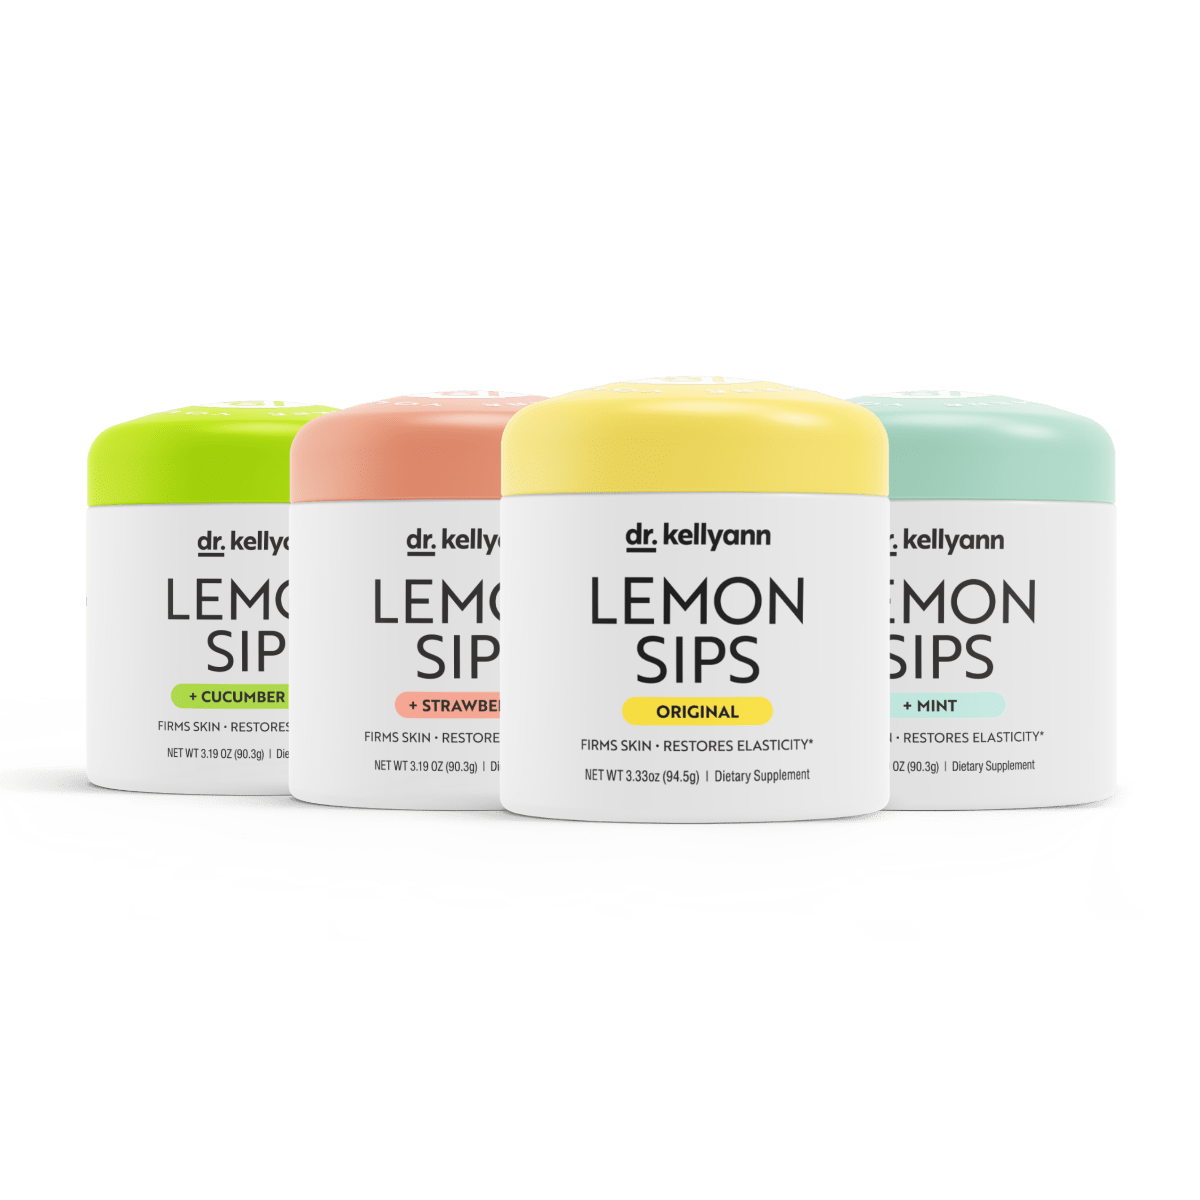 dr. kellya
LEMO
SIP
+ CUCUMBER
FIRMS SKIN • RESTORES
NET WT 3.19 OZ (90.3g) | Die
dr. kelly
LEMO
SIP
+ STRAWBE
FIRMS SKIN • RESTORE
NET WT 3.19 OZ (90.3g) | Di
dr. kellyann
LEMON
SIPS
ORIGINAL
FIRMS SKIN • RESTORES ELASTICITY*
NET WT 3.33oz (94.5g) | Dietary Supplement
r. kellyann
EMON
SIPS
+ MINT
N • RESTORES ELASTICITY*
OZ (90.3g) | Dietary Supplement